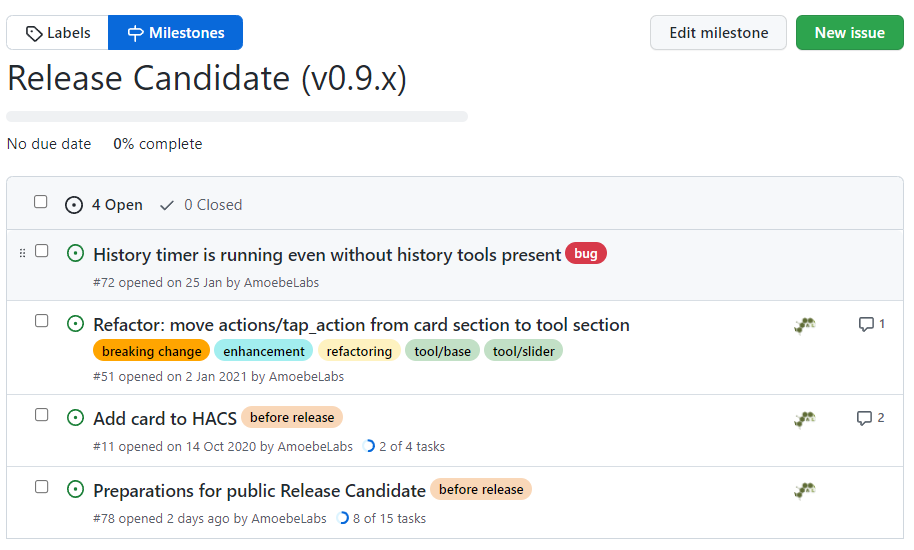 Labels Milestones Edit milestone New issue
Release Candidate (v0.9.x)
No due date 0% complete
4 Open 0 Closed
History timer is running even without history tools present bug
#72 opened on 25 Jan by AmoebeLabs
Refactor: move actions/tap_action from card section to tool section 1
breaking change enhancement refactoring tool/base tool/slider
#51 opened on 2 Jan 2021 by AmoebeLabs
Add card to HACS before release 2
#11 opened on 14 Oct 2020 by AmoebeLabs 2 of 4 tasks
Preparations for public Release Candidate before release
#78 opened 2 days ago by AmoebeLabs 8 of 15 tasks